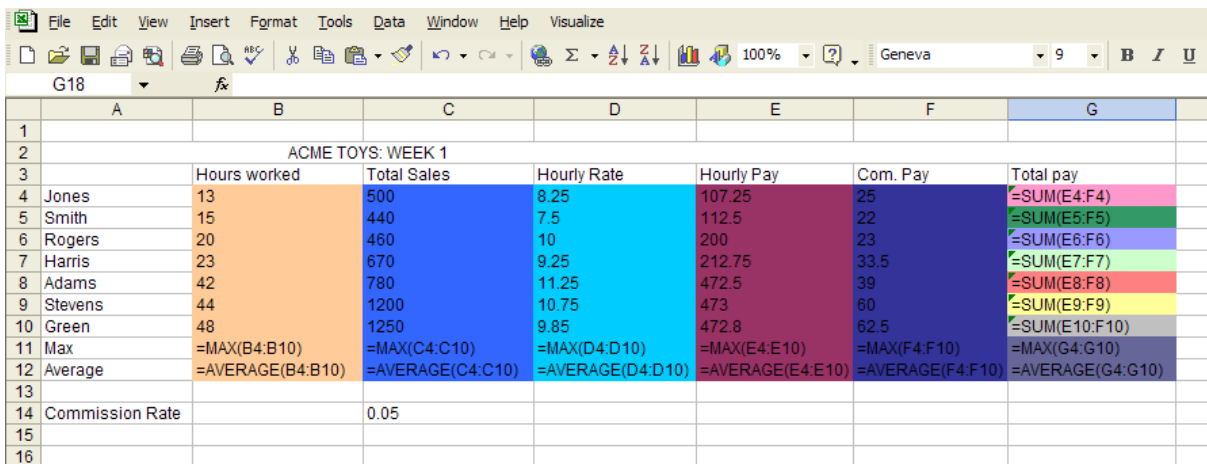 File Edit View Insert Format Tools Data Window Help Visualize
ABC Σ A Z Z A 100% ? Geneva 9 B I U
G18 fx
A B C D E F G
1
2 ACME TOYS: WEEK 1
3 Hours worked Total Sales Hourly Rate Hourly Pay Com. Pay Total pay
4 Jones 13 500 8.25 107.25 25 =SUM(E4:F4)
5 Smith 15 440 7.5 112.5 22 =SUM(E5:F5)
6 Rogers 20 460 10 200 23 =SUM(E6:F6)
7 Harris 23 670 9.25 212.75 33.5 =SUM(E7:F7)
8 Adams 42 780 11.25 472.5 39 =SUM(E8:F8)
9 Stevens 44 1200 10.75 473 60 =SUM(E9:F9)
10 Green 48 1250 9.85 472.8 62.5 =SUM(E10:F10)
11 Max =MAX(B4:B10) =MAX(C4:C10) =MAX(D4:D10) =MAX(E4:E10) =MAX(F4:F10) =MAX(G4:G10)
12 Average =AVERAGE(B4:B10) =AVERAGE(C4:C10) =AVERAGE(D4:D10) =AVERAGE(E4:E10) =AVERAGE(F4:F10) =AVERAGE(G4:G10)
13
14 Commission Rate 0.05
15
16